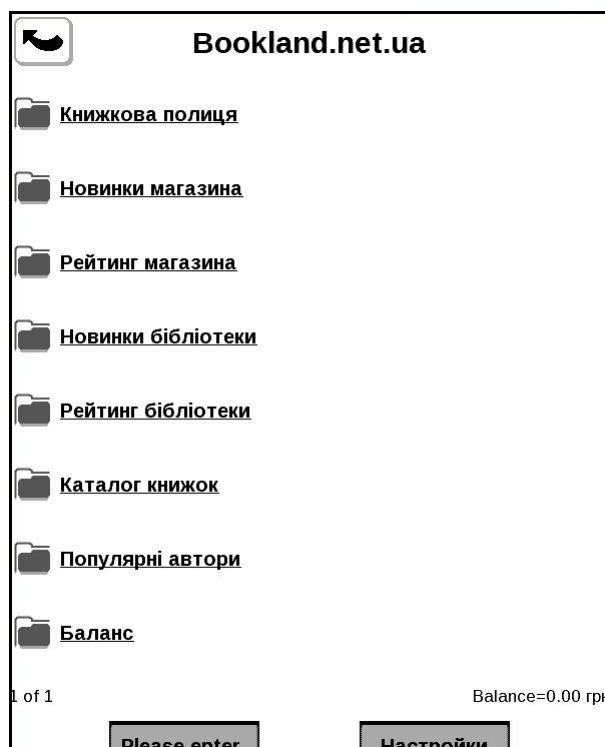 Bookland.net.ua
Книжкова полиця
Новинки магазина
Рейтинг магазина
Новинки бібліотеки
Рейтинг бібліотеки
Каталог книжок
Популярні автори
Баланс
1 of 1 Balance=0.00 грн
Please enter Настройки